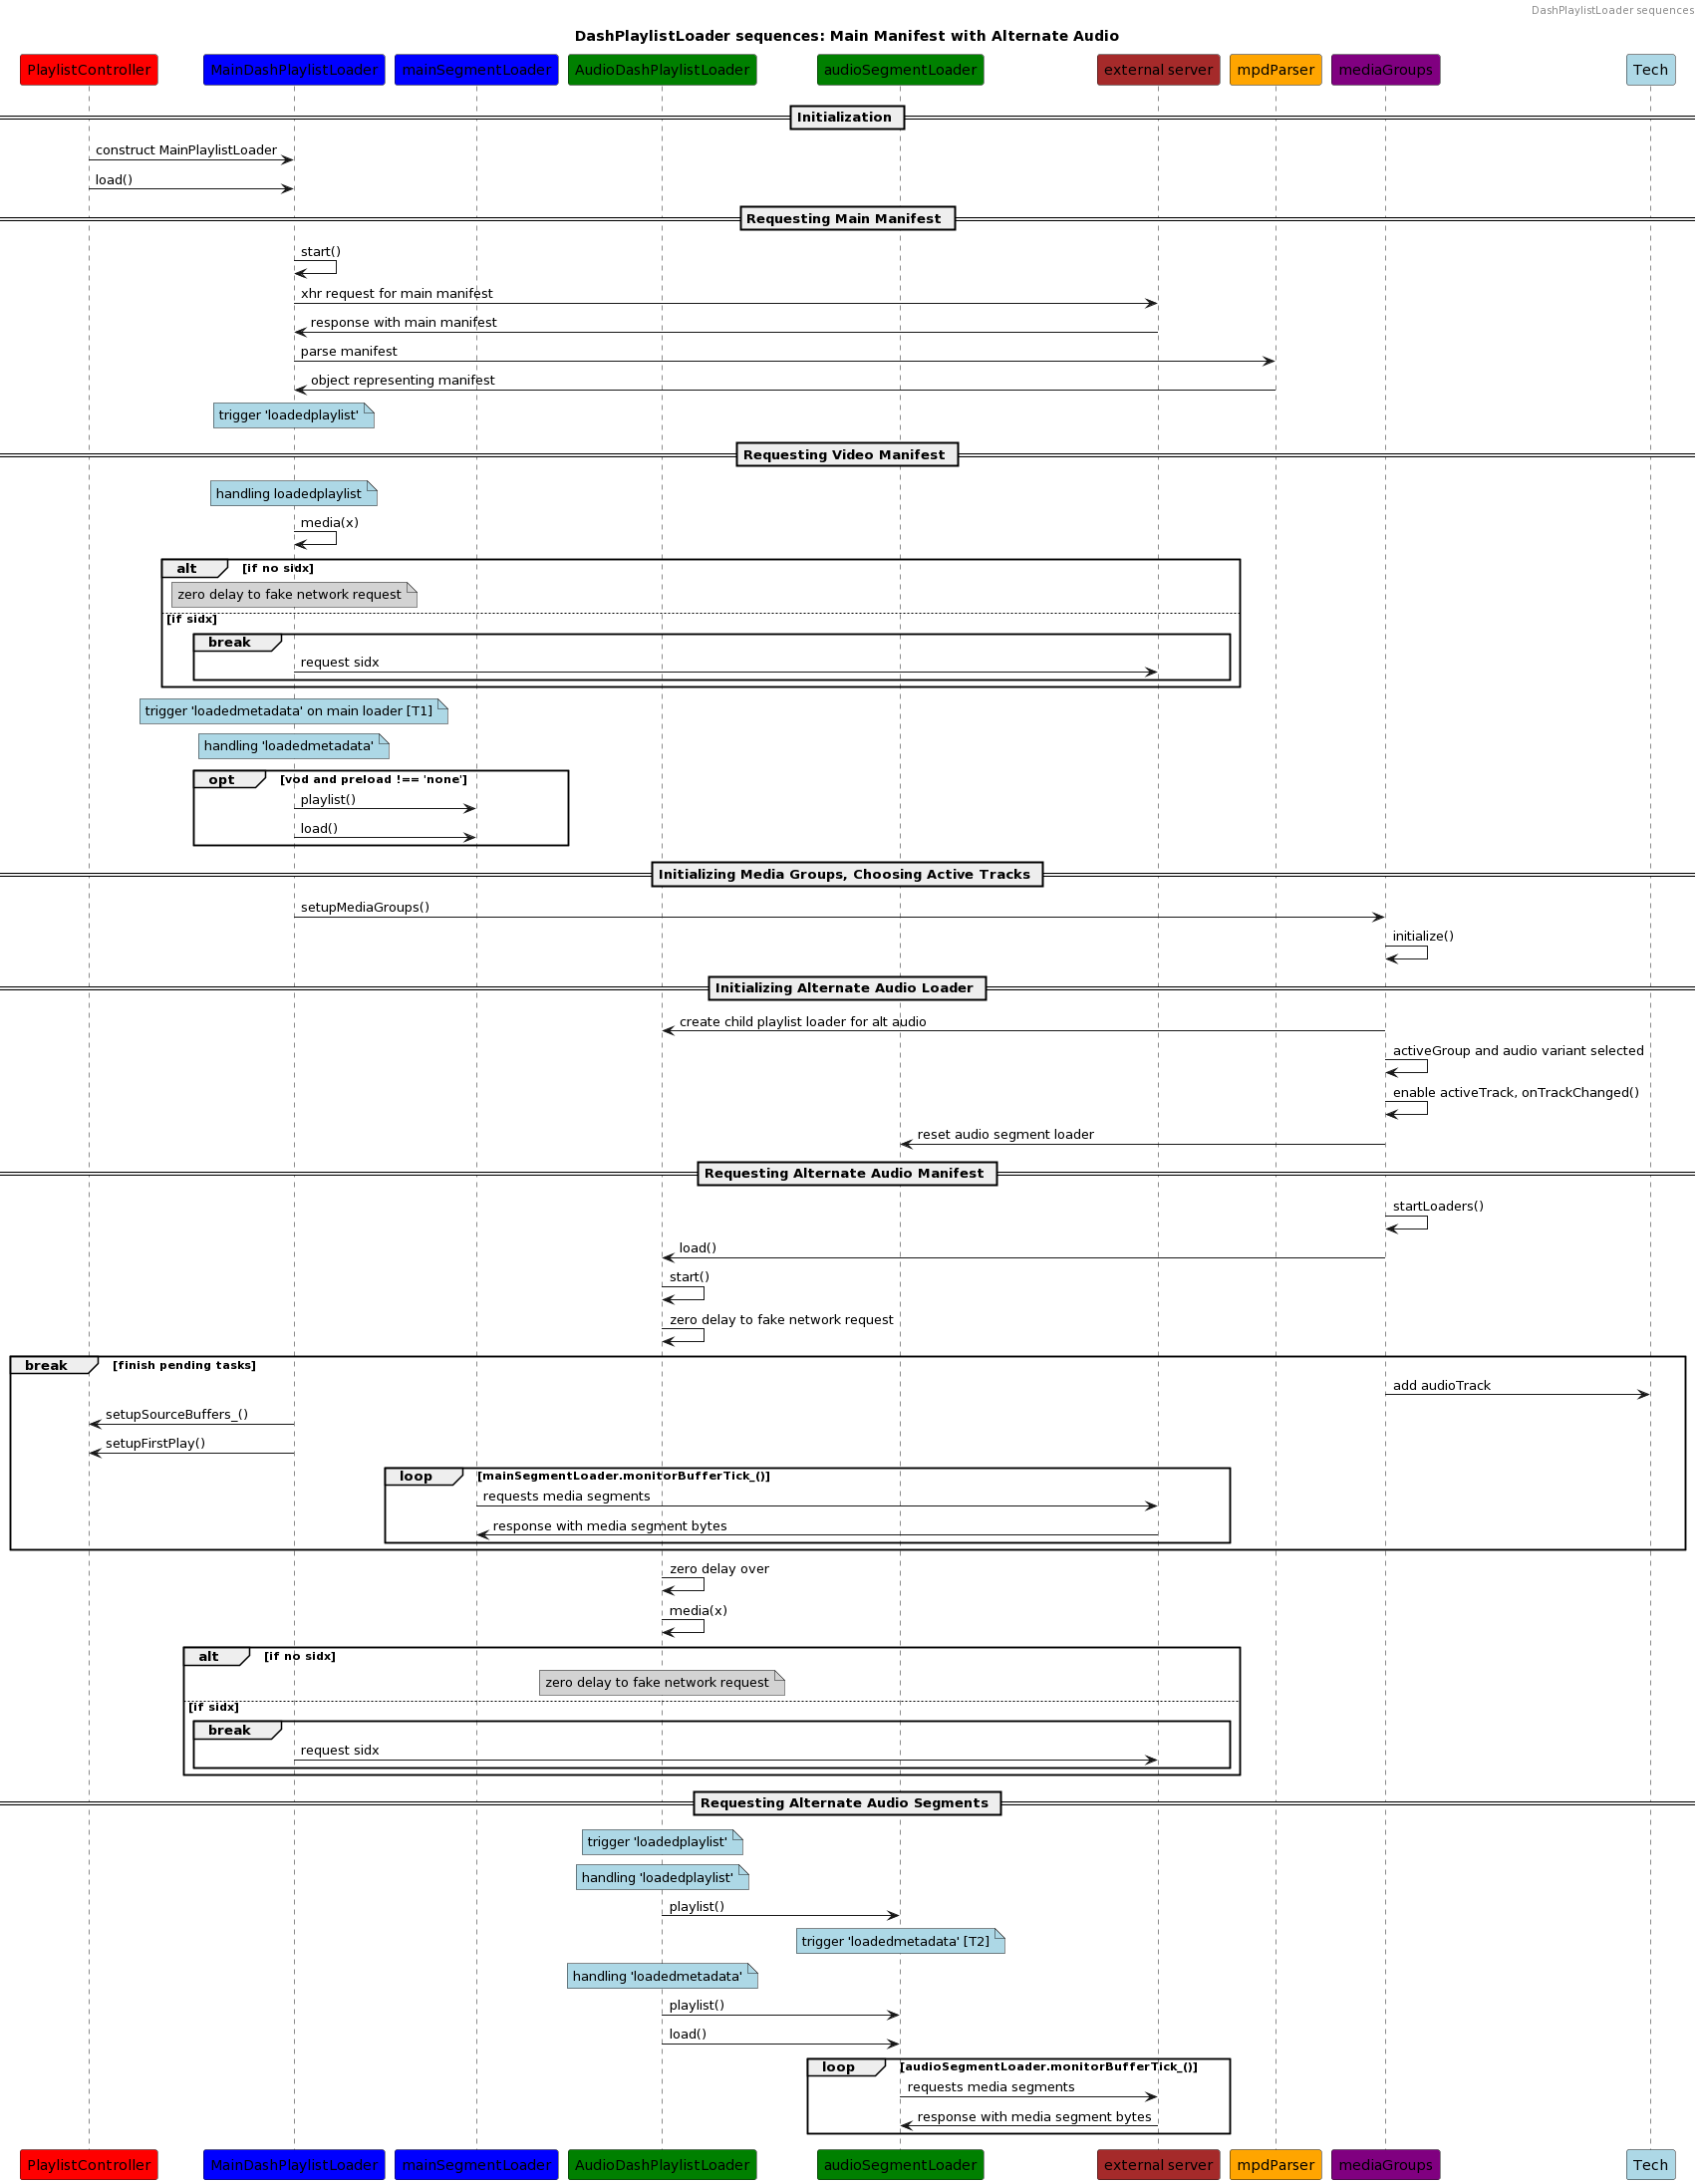 DashPlaylistLoader sequences
DashPlaylistLoader sequences: Main Manifest with Alternate Audio
PlaylistController MainDashPlaylistLoader mainSegmentLoader AudioDashPlaylistLoader audioSegmentLoader external server mpdParser mediaGroups Tech
Initialization
construct MainPlaylistLoader
load()
Requesting Main Manifest
start()
xhr request for main manifest
response with main manifest
parse manifest
object representing manifest
trigger 'loadedplaylist'
Requesting Video Manifest
handling loadedplaylist
media(x)
alt [if no sidx]
zero delay to fake network request
[if sidx]
break
request sidx
trigger 'loadedmetadata' on main loader [T1]
handling 'loadedmetadata'
opt [vod and preload !== 'none']
playlist()
load()
Initializing Media Groups, Choosing Active Tracks
setupMediaGroups()
initialize()
Initializing Alternate Audio Loader
create child playlist loader for alt audio
activeGroup and audio variant selected
enable activeTrack, onTrackChanged()
reset audio segment loader
Requesting Alternate Audio Manifest
startLoaders()
load()
start()
zero delay to fake network request
break [finish pending tasks]
add audioTrack
setupSourceBuffers_()
setupFirstPlay()
loop [mainSegmentLoader.monitorBufferTick_()]
requests media segments
response with media segment bytes
zero delay over
media(x)
alt [if no sidx]
zero delay to fake network request
[if sidx]
break
request sidx
Requesting Alternate Audio Segments
trigger 'loadedplaylist'
handling 'loadedplaylist'
playlist()
trigger 'loadedmetadata' [T2]
handling 'loadedmetadata'
playlist()
load()
loop [audioSegmentLoader.monitorBufferTick_()]
requests media segments
response with media segment bytes
PlaylistController MainDashPlaylistLoader mainSegmentLoader AudioDashPlaylistLoader audioSegmentLoader external server mpdParser mediaGroups Tech